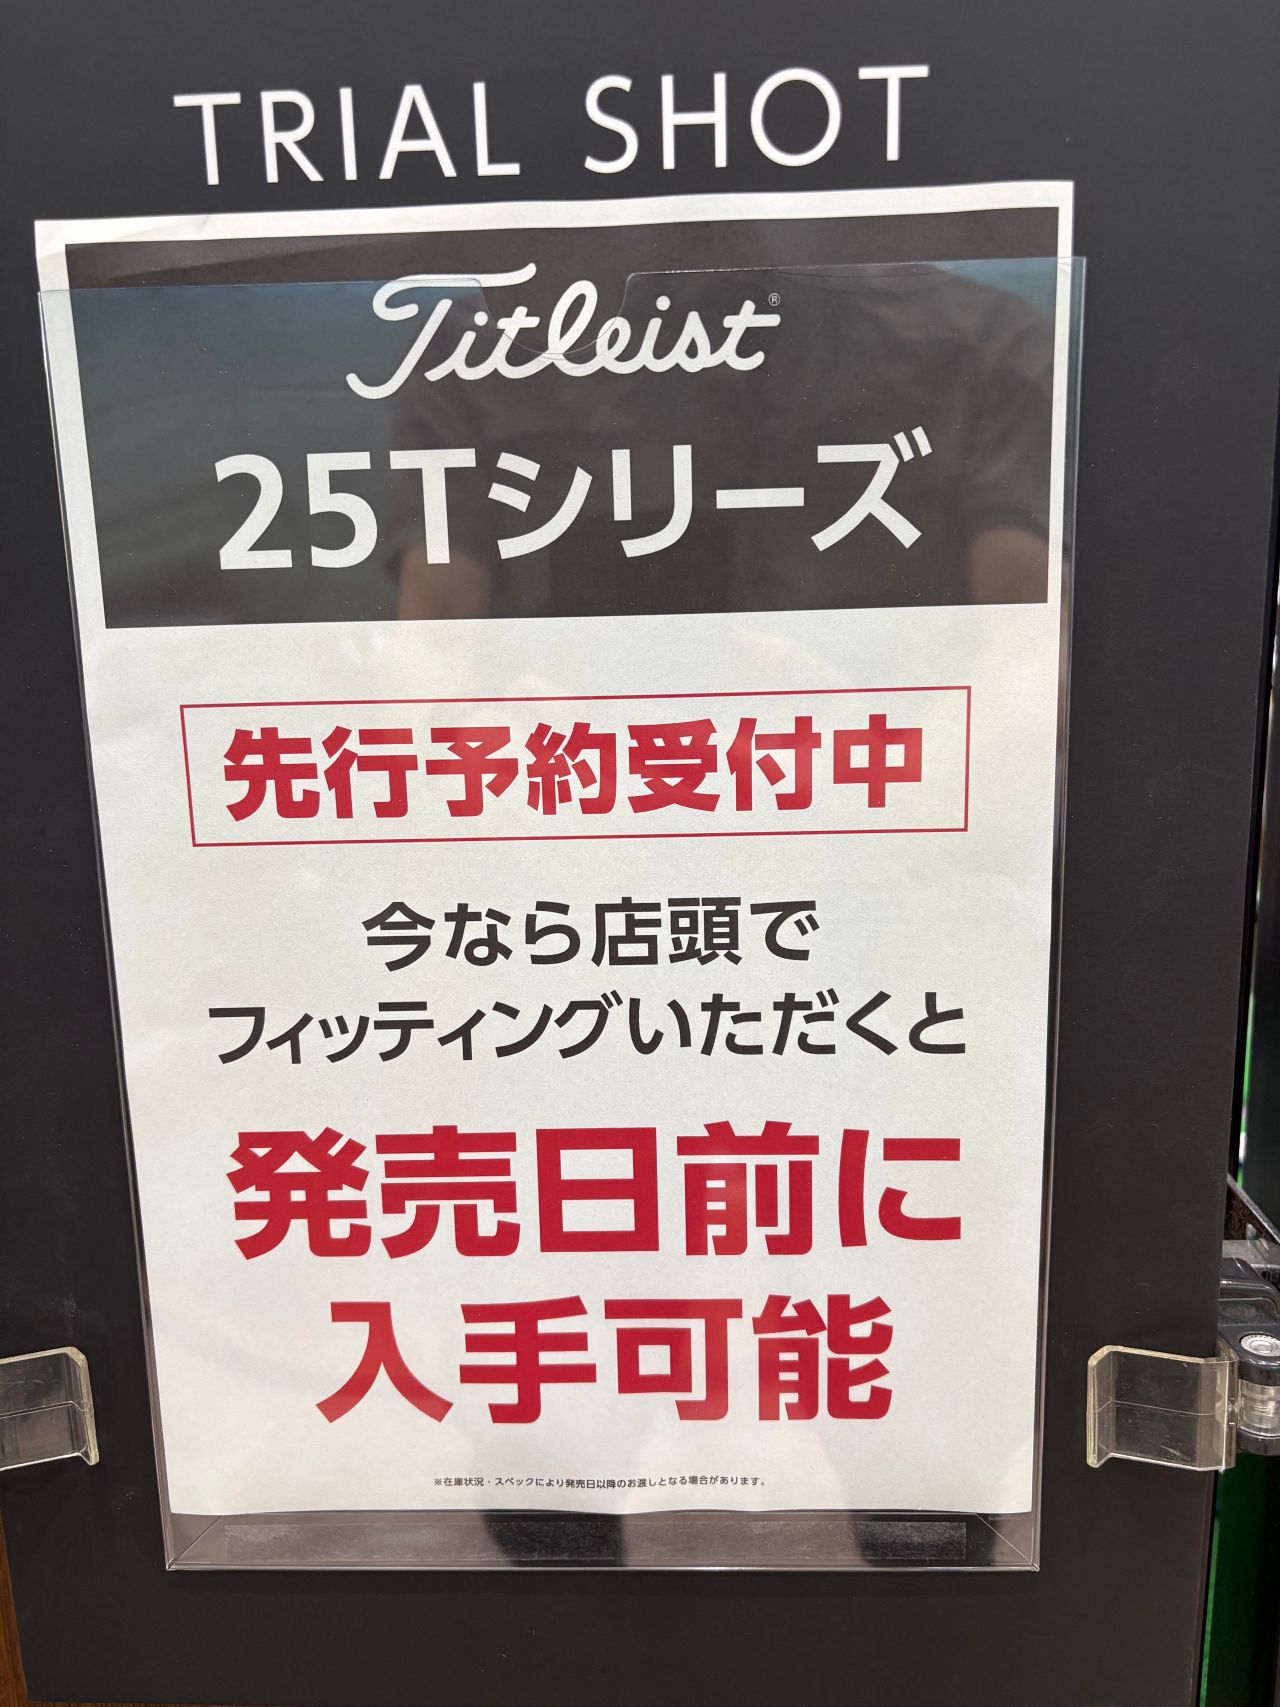 TRIAL SHOT
Titleist®
25Tシリーズ
先行予約受付中
今なら店頭で
フィッティングいただくと
発売日前に
入手可能
※在庫状況・スペックにより発売日以降のお渡しとなる場合があります。